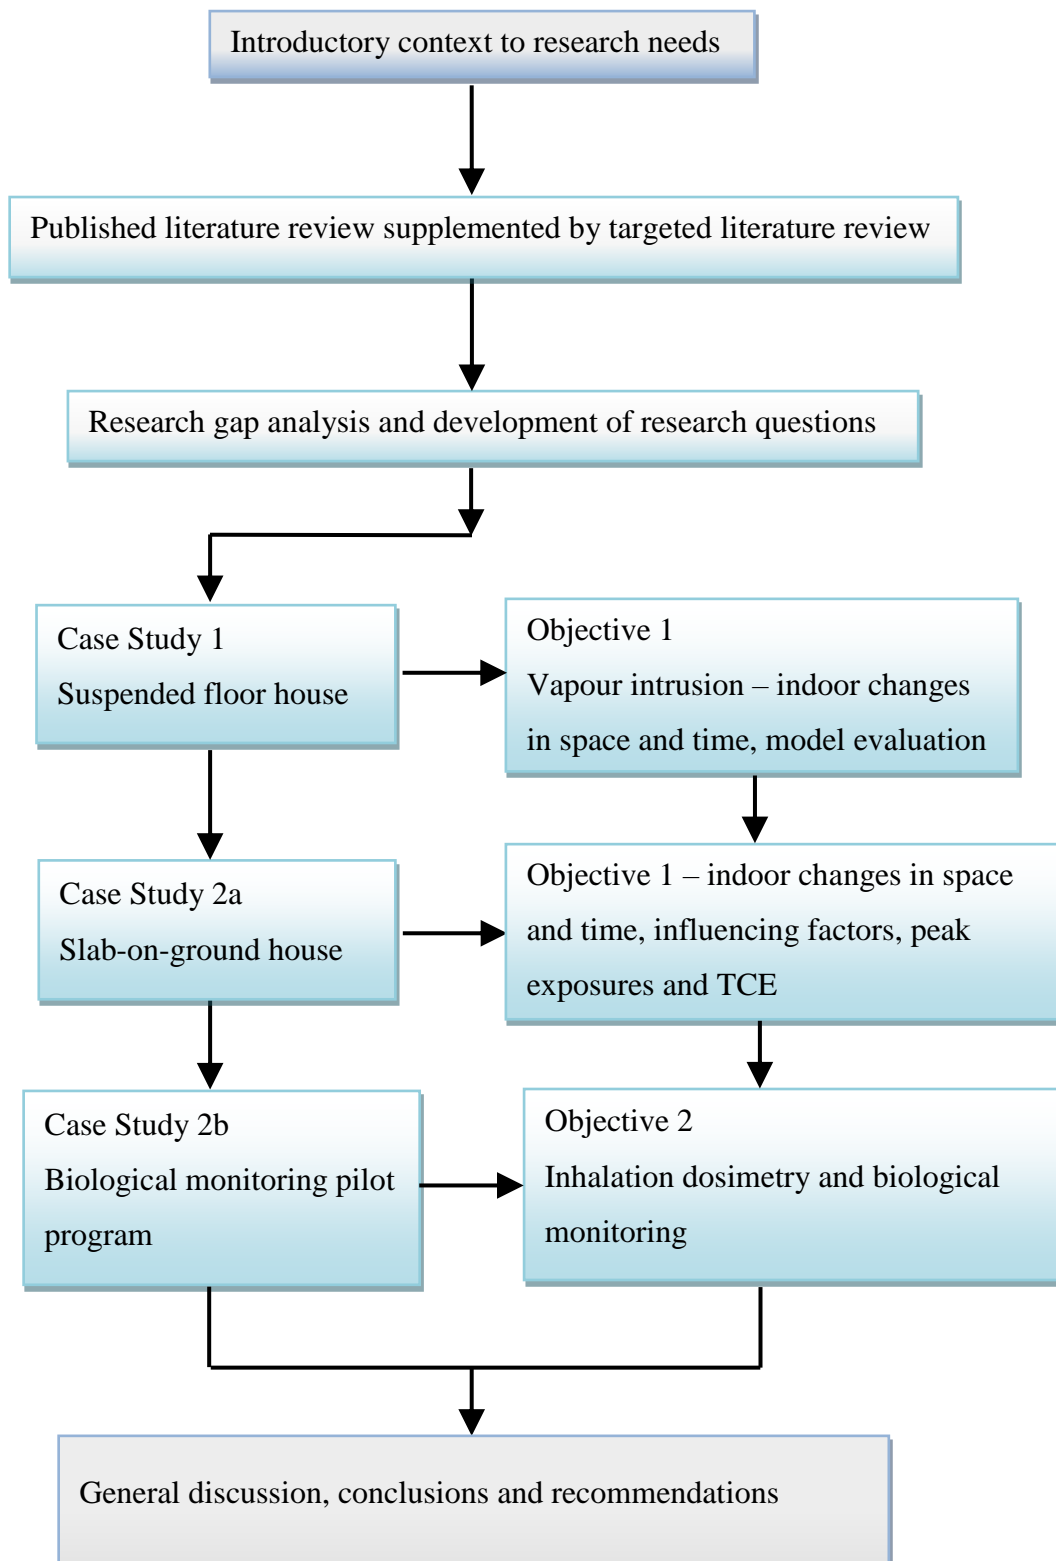 Introductory context to research needs
Published literature review supplemented by targeted literature review
Research gap analysis and development of research questions
Case Study 1
Suspended floor house
Objective 1
Vapour intrusion – indoor changes
in space and time, model evaluation
Case Study 2a
Slab-on-ground house
Objective 1 – indoor changes in space
and time, influencing factors, peak
exposures and TCE
Case Study 2b
Biological monitoring pilot
program
Objective 2
Inhalation dosimetry and biological
monitoring
General discussion, conclusions and recommendations